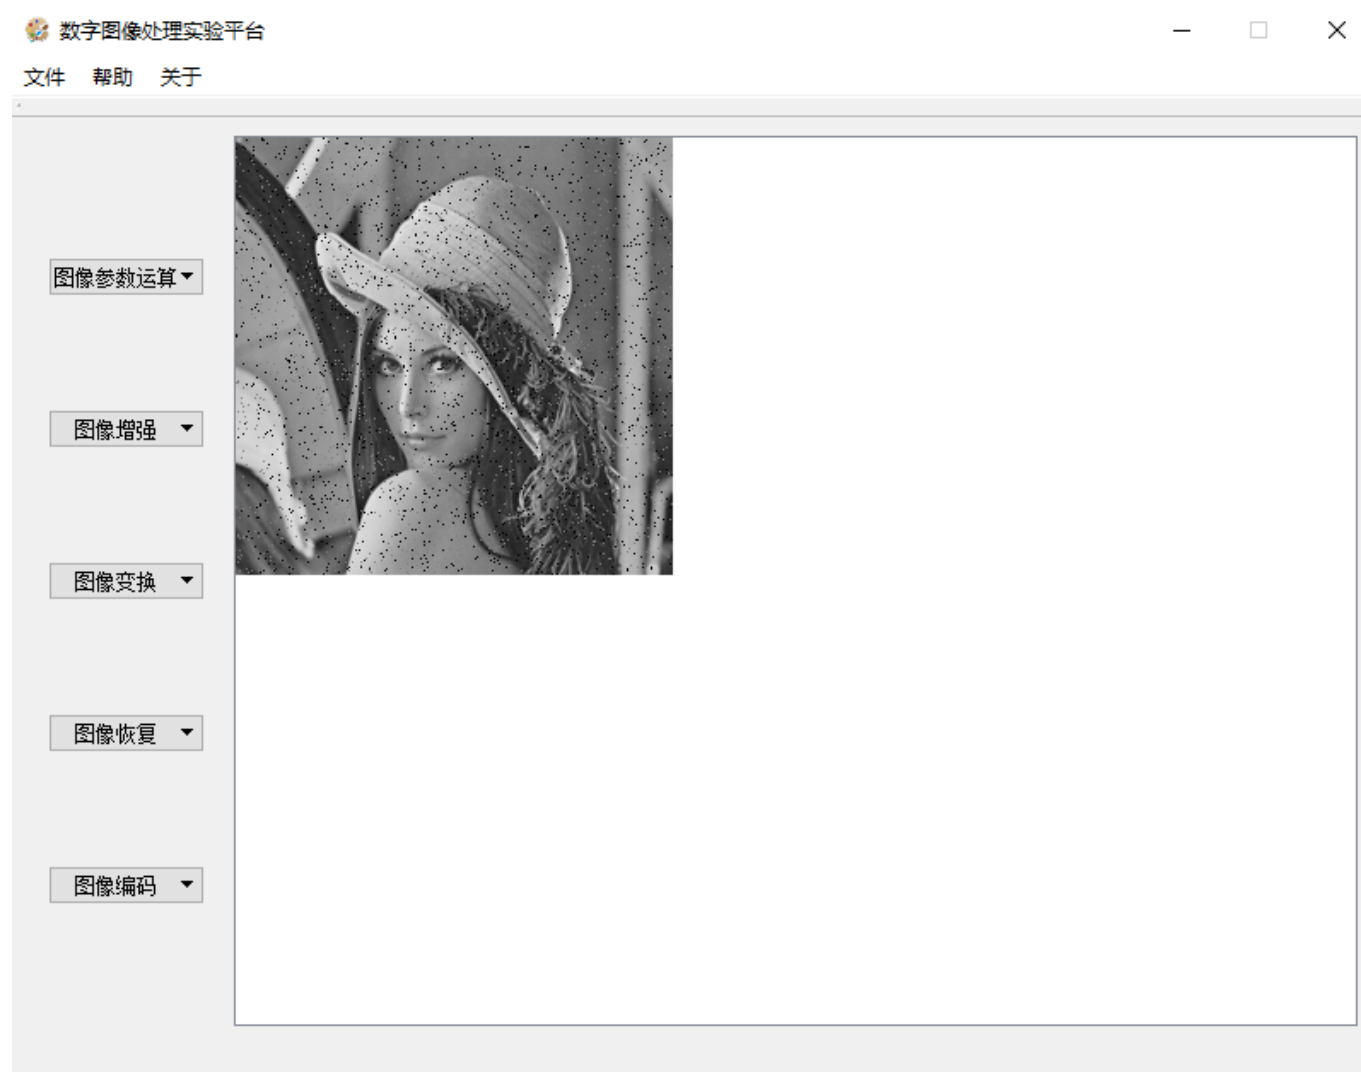 数字图像处理实验平台
文件 帮助 关于
图像参数运算
图像增强
图像变换
图像恢复
图像编码